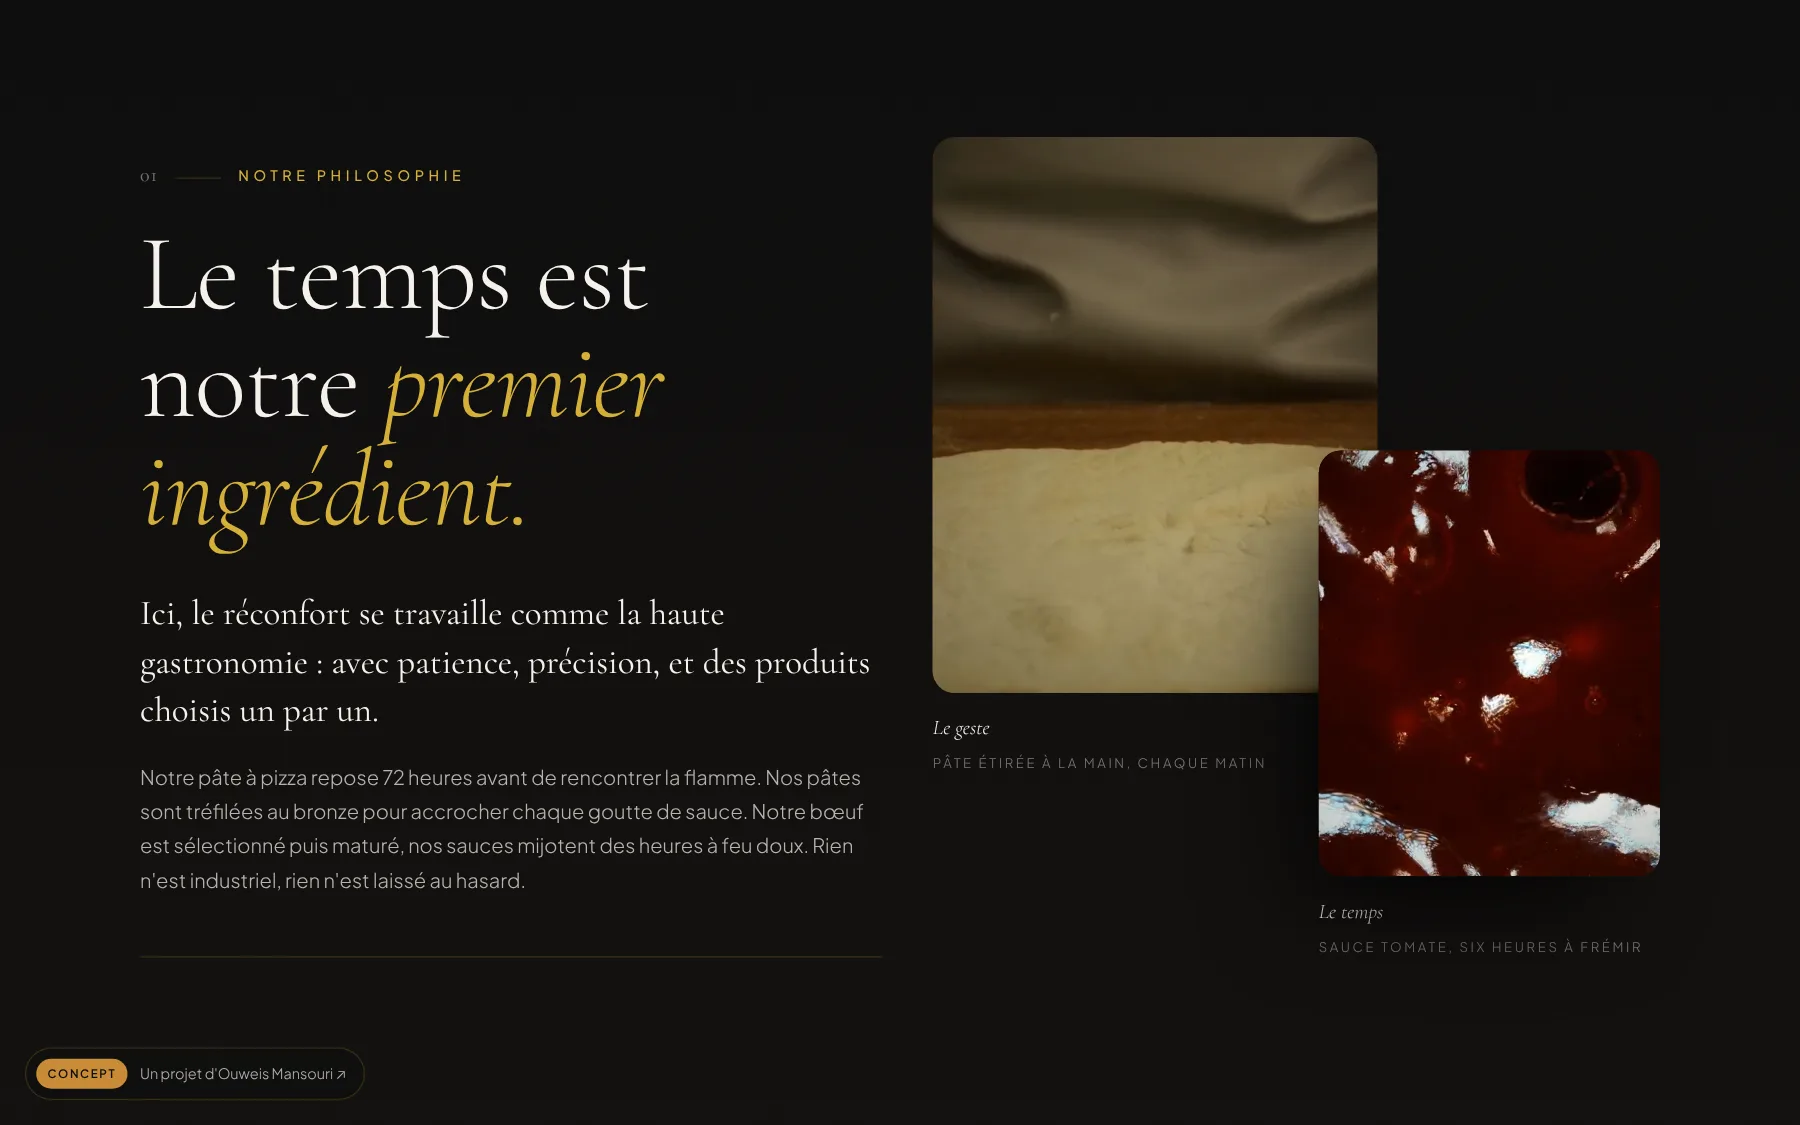 01 NOTRE PHILOSOPHIE
Le temps est
notre premier
ingrédient.
Ici, le réconfort se travaille comme la haute
gastronomie : avec patience, précision, et des produits
choisis un par un.
Notre pâte à pizza repose 72 heures avant de rencontrer la flamme. Nos pâtes
sont tréfilées au bronze pour accrocher chaque goutte de sauce. Notre bœuf
est sélectionné puis maturé, nos sauces mijotent des heures à feu doux. Rien
n'est industriel, rien n'est laissé au hasard.
Le geste
PÂTE ÉTIRÉE À LA MAIN, CHAQUE MATIN
Le temps
SAUCE TOMATE, SIX HEURES À FRÉMIR
CONCEPT Un projet d'Ouweis Mansouri ↗